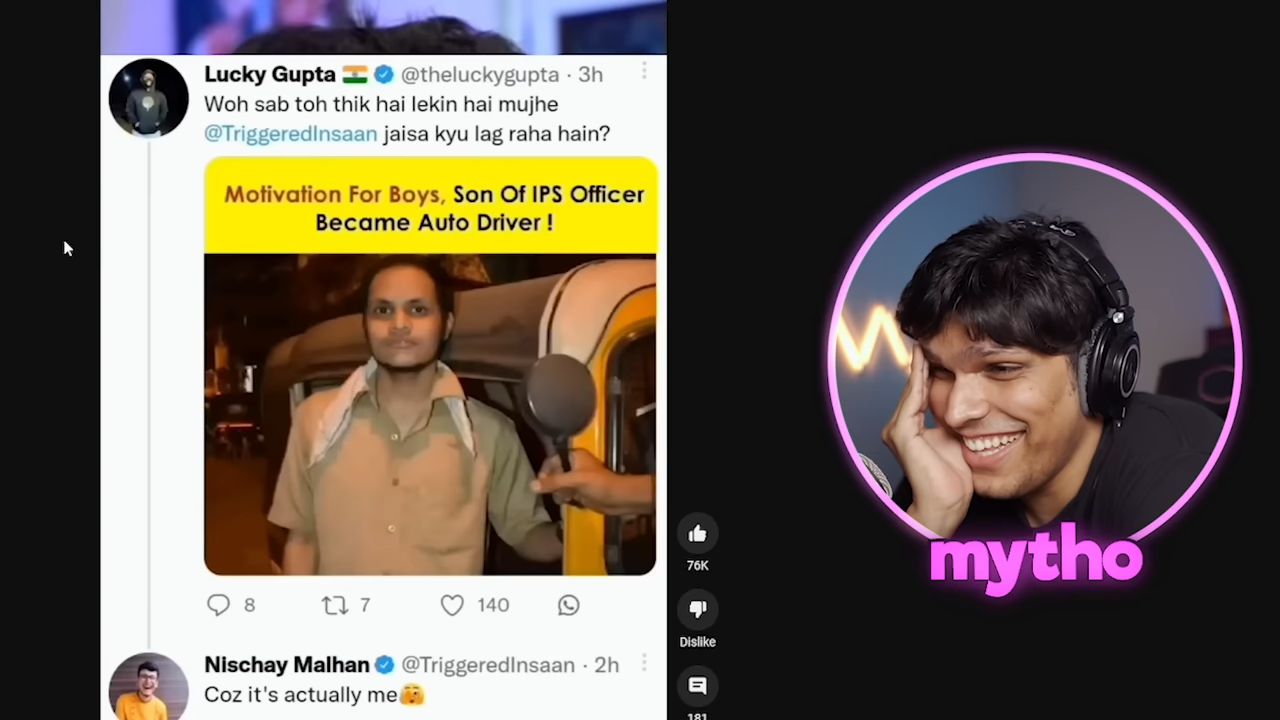 Lucky Gupta 🇮🇳 @theluckygupta · 3h
Woh sab toh thik hai lekin hai mujhe
@TriggeredInsaan jaisa kyu lag raha hain?
Motivation For Boys, Son Of IPS Officer
Became Auto Driver !
8 7 140
Nischay Malhan @TriggeredInsaan · 2h
Coz it's actually me🫣
76K
Dislike
181
mytho